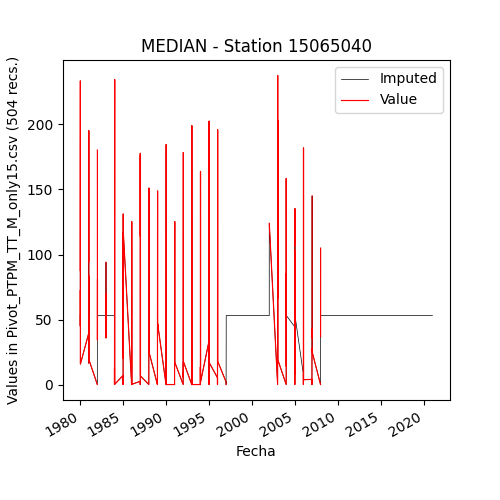 MEDIAN - Station 15065040
Imputed
Value
Values in Pivot_PTPM_TT_M_only15.csv (504 recs.)
200
150
100
50
0
1980
1985
1990
1995
2000
2005
2010
2015
2020
Fecha